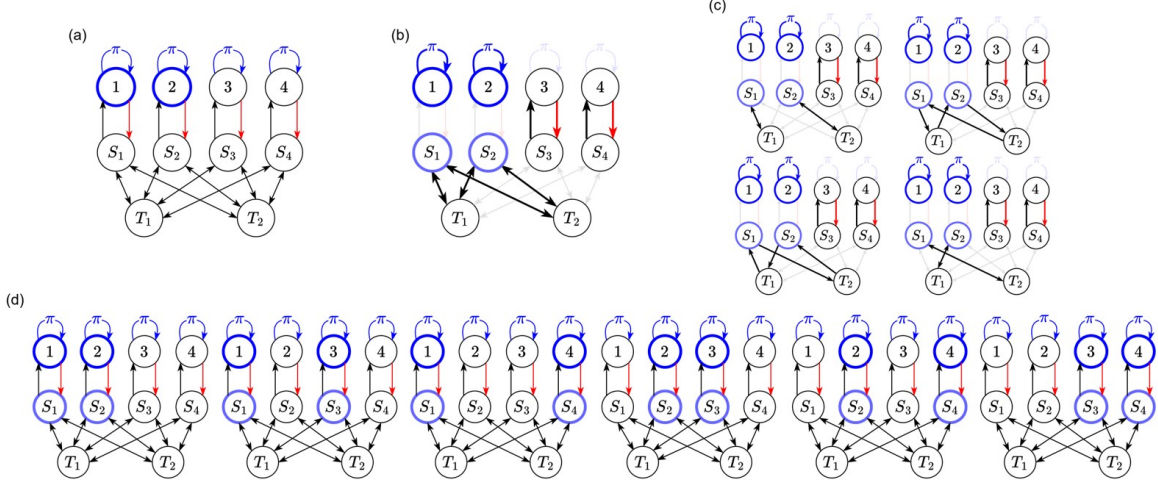 (a)
π π π π
1 2 3 4
S₁ S₂ S₃ S₄
T₁ T₂
(b)
π π π π
1 2 3 4
S₁ S₂ S₃ S₄
T₁ T₂
(c)
π π π π π π π π
1 2 3 4 1 2 3 4
S₁ S₂ S₃ S₄ S₁ S₂ S₃ S₄
T₁ T₂ T₁ T₂
π π π π π π π π
1 2 3 4 1 2 3 4
S₁ S₂ S₃ S₄ S₁ S₂ S₃ S₄
T₁ T₂ T₁ T₂
(d)
π π π π π π π π π π π π π π π π π π π π π π π π
1 2 3 4 1 2 3 4 1 2 3 4 1 2 3 4 1 2 3 4 1 2 3 4
S₁ S₂ S₃ S₄ S₁ S₂ S₃ S₄ S₁ S₂ S₃ S₄ S₁ S₂ S₃ S₄ S₁ S₂ S₃ S₄ S₁ S₂ S₃ S₄
T₁ T₂ T₁ T₂ T₁ T₂ T₁ T₂ T₁ T₂ T₁ T₂